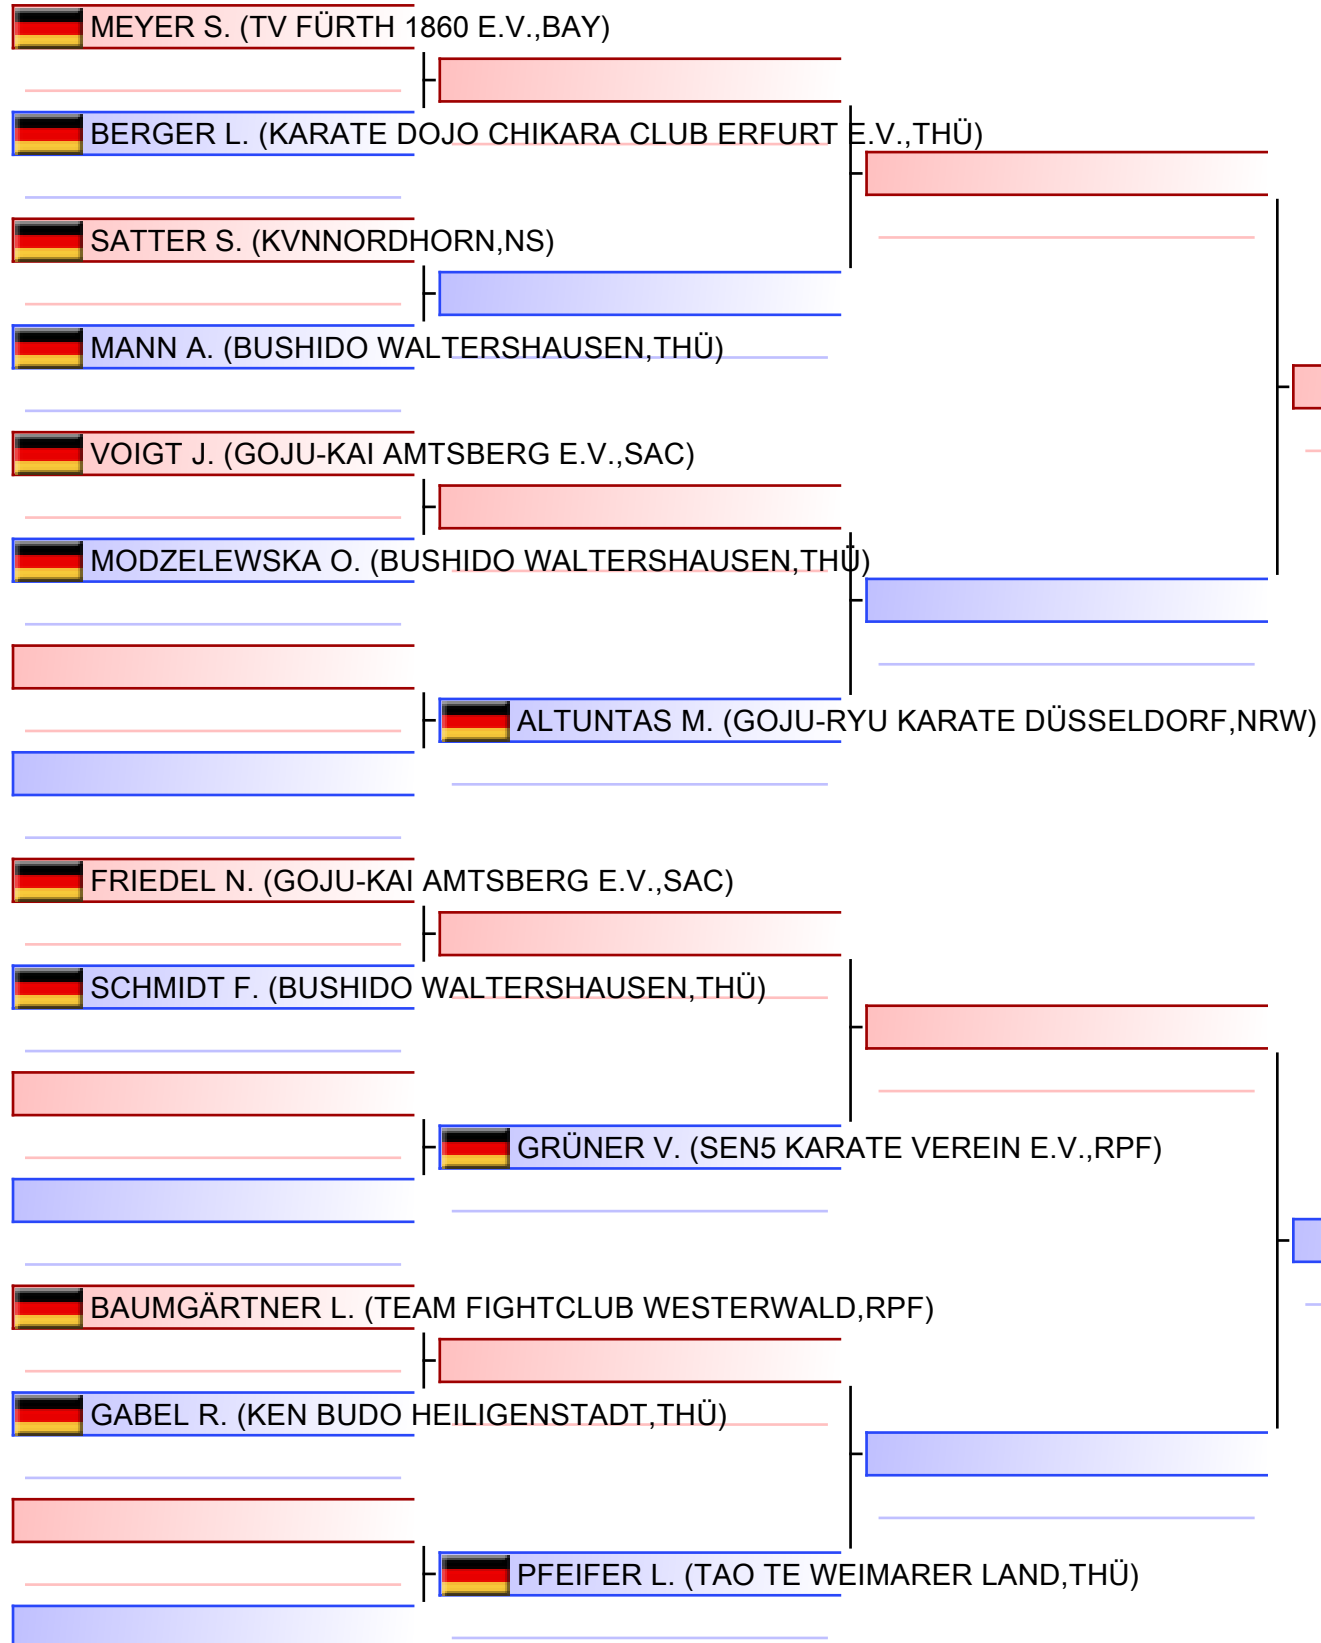 MEYER S. (TV FÜRTH 1860 E.V.,BAY)
BERGER L. (KARATE DOJO CHIKARA CLUB ERFURT E.V.,THÜ)
SATTER S. (KVNNORDHORN,NS)
MANN A. (BUSHIDO WALTERSHAUSEN,THÜ)
VOIGT J. (GOJU-KAI AMTSBERG E.V.,SAC)
MODZELEWSKA O. (BUSHIDO WALTERSHAUSEN,THÜ)
ALTUNTAS M. (GOJU-RYU KARATE DÜSSELDORF,NRW)
FRIEDEL N. (GOJU-KAI AMTSBERG E.V.,SAC)
SCHMIDT F. (BUSHIDO WALTERSHAUSEN,THÜ)
GRÜNER V. (SEN5 KARATE VEREIN E.V.,RPF)
BAUMGÄRTNER L. (TEAM FIGHTCLUB WESTERWALD,RPF)
GABEL R. (KEN BUDO HEILIGENSTADT,THÜ)
PFEIFER L. (TAO TE WEIMARER LAND,THÜ)